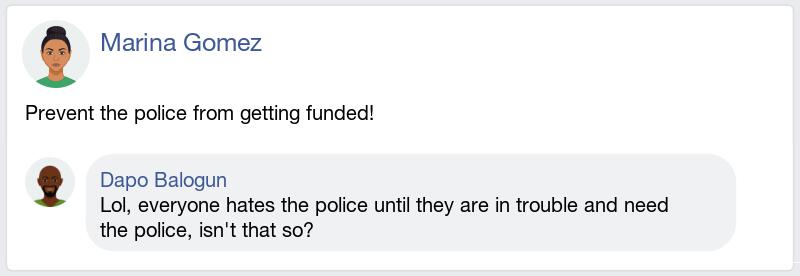 Marina Gomez
Prevent the police from getting funded!
Dapo Balogun
Lol, everyone hates the police until they are in trouble and need
the police, isn't that so?